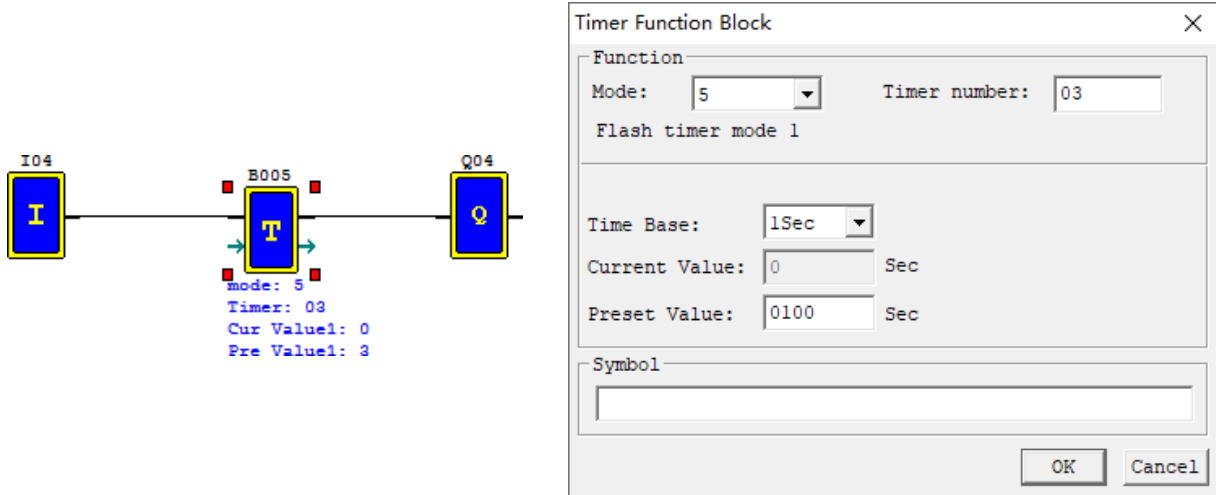 I04
I
B005
T
Q04
Q
mode: 5
Timer: 03
Cur Value1: 0
Pre Value1: 3
Timer Function Block
Function
Mode: 5 Timer number: 03
Flash timer mode 1
Time Base: 1Sec
Current Value: 0 Sec
Preset Value: 0100 Sec
Symbol
OK Cancel